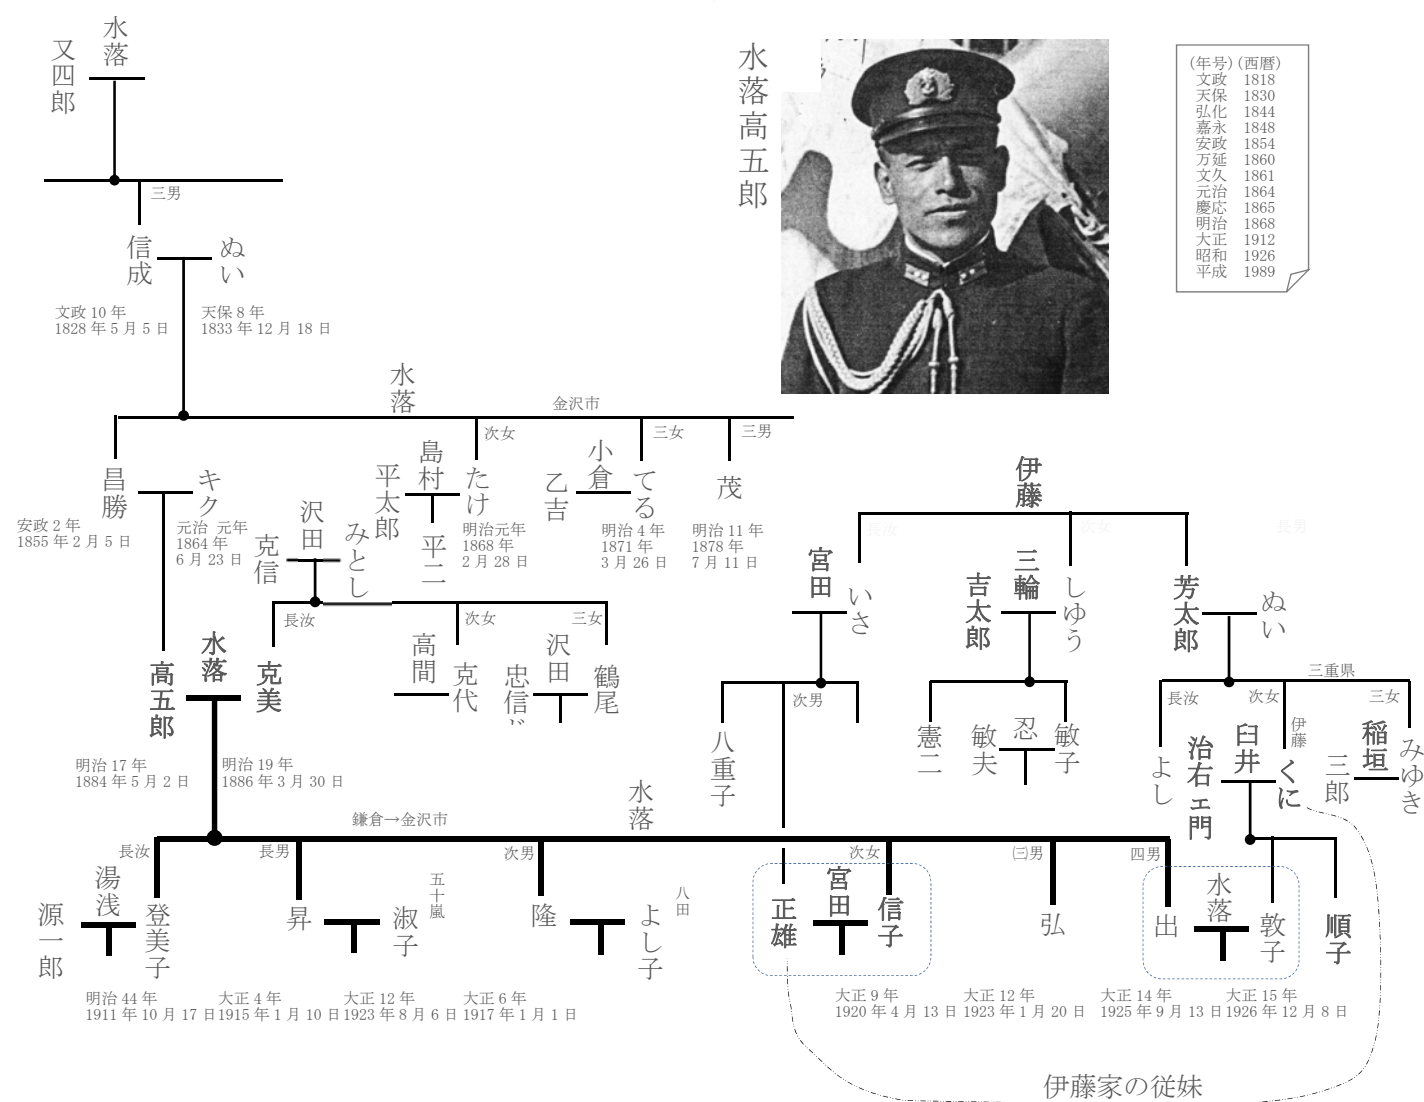 水落
又四郎
三男
信成
ぬい
文政 10 年
1828 年 5 月 5 日
天保 8 年
1833 年 12 月 18 日
水落高五郎
(年号) (西暦)
文政 1818
天保 1830
弘化 1844
嘉永 1848
安政 1854
万延 1860
文久 1861
元治 1864
慶応 1865
明治 1868
大正 1912
昭和 1926
平成 1989
水落
金沢市
次女
三女
三男
昌勝
キク
安政 2 年
1855 年 2 月 5 日
元治 元年
1864 年
6 月 23 日
島村
平太郎
たけ
平二
明治元年
1868 年
2 月 28 日
小倉
乙吉
てる
明治 4 年
1871 年
3 月 26 日
茂
明治 11 年
1878 年
7 月 11 日
沢田
克信
みとし
長汝
次女
三女
高間
克代
沢田
忠信ド
鶴尾
水落
高五郎
克美
明治 17 年
1884 年 5 月 2 日
明治 19 年
1886 年 3 月 30 日
伊藤
長汝
次女
長男
宮田
いさ
三輪
吉太郎
しゆう
芳太郎
ぬい
三重県
次男
八重子
憲二
敏夫
忍
敏子
長汝
次女
三女
よし
臼井
治右エ門
伊藤
くに
稲垣
三郎
みゆき
水落
鎌倉→金沢市
長汝
長男
次男
次女
㈢男
四男
湯浅
源一郎
登美子
昇
淑子
五十嵐
隆
よし子
八田
正雄
宮田
信子
弘
出
水落
敦子
順子
明治 44 年
1911 年 10 月 17 日
大正 4 年
1915 年 1 月 10 日
大正 12 年
1923 年 8 月 6 日
大正 6 年
1917 年 1 月 1 日
大正 9 年
1920 年 4 月 13 日
大正 12 年
1923 年 1 月 20 日
大正 14 年
1925 年 9 月 13 日
大正 15 年
1926 年 12 月 8 日
伊藤家の従妹